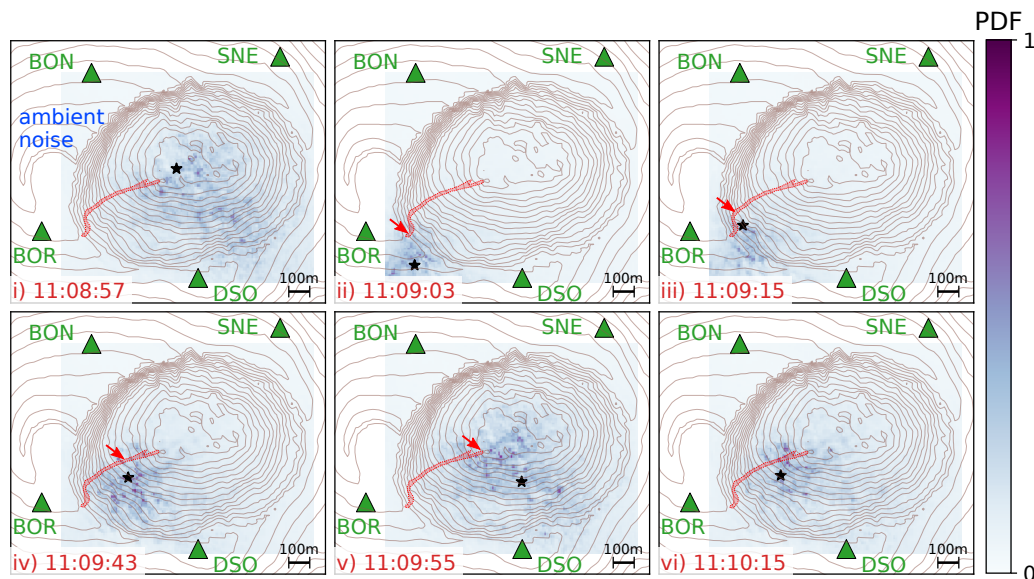 PDF
1
0
BON
SNE
ambient
noise
BOR
DSO
100m
i) 11:08:57
BON
SNE
BOR
DSO
100m
ii) 11:09:03
BON
SNE
BOR
DSO
100m
iii) 11:09:15
BON
SNE
BOR
DSO
100m
iv) 11:09:43
BON
SNE
BOR
DSO
100m
v) 11:09:55
BON
SNE
BOR
DSO
100m
vi) 11:10:15